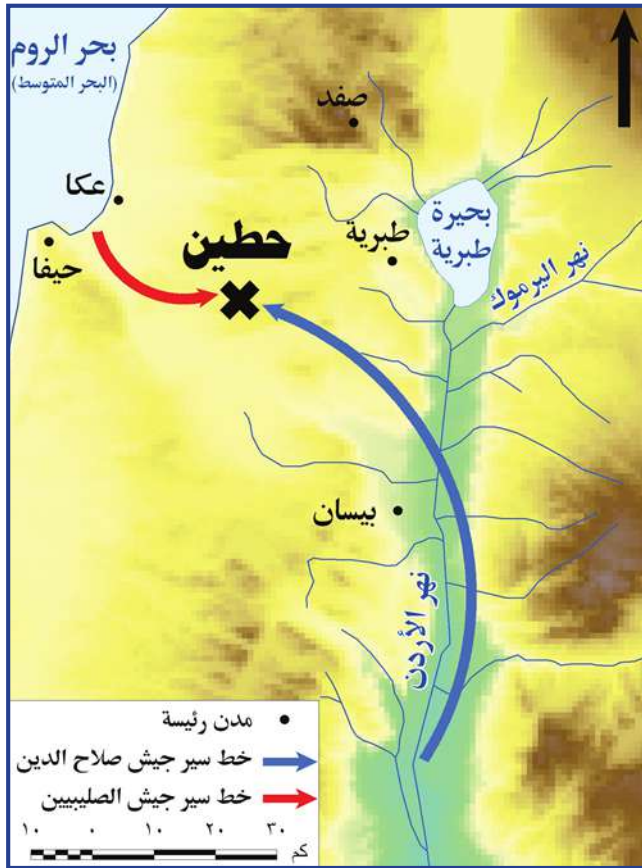 بحر الروم
(البحر المتوسط)
صفد
عكا
حيفا
حطين
طبرية
بحيرة
طبرية
نهر اليرموك
بيسان
نهر الأردن
مدن رئيسة
خط سير جيش صلاح الدين
خط سير جيش الصليبيين
١٠ ٠ ١٠ ٢٠ ٣٠
كم